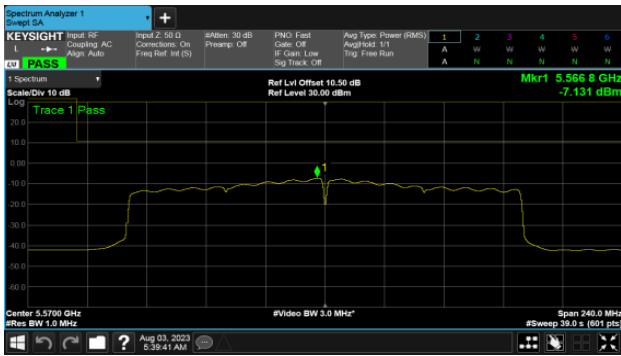 Spectrum Analyzer 1
Swept SA
KEYSIGHT
L
LXI PASS
Input: RF
Coupling: AC
Align: Auto
Input Z: 50 Ω
Corrections: On
Freq Ref: Int (S)
#Atten: 30 dB
Preamp: Off
PNO: Fast
Gate: Off
IF Gain: Low
Sig Track: Off
Avg Type: Power (RMS)
Avg|Hold: 1/1
Trig: Free Run
1 2 3 4 5 6
A W W W W W
A N N N N N
1 Spectrum
Scale/Div 10 dB
Ref Lvl Offset 10.50 dB
Ref Level 30.00 dBm
Mkr1 5.566 8 GHz
-7.131 dBm
Log
Trace 1 Pass
20.0
10.0
0.00
-10.0
-20.0
-30.0
-40.0
-50.0
-60.0
1
Center 5.5700 GHz
#Res BW 1.0 MHz
#Video BW 3.0 MHz*
Span 240.0 MHz
#Sweep 39.0 s (601 pts)
?
Aug 03, 2023
5:39:41 AM